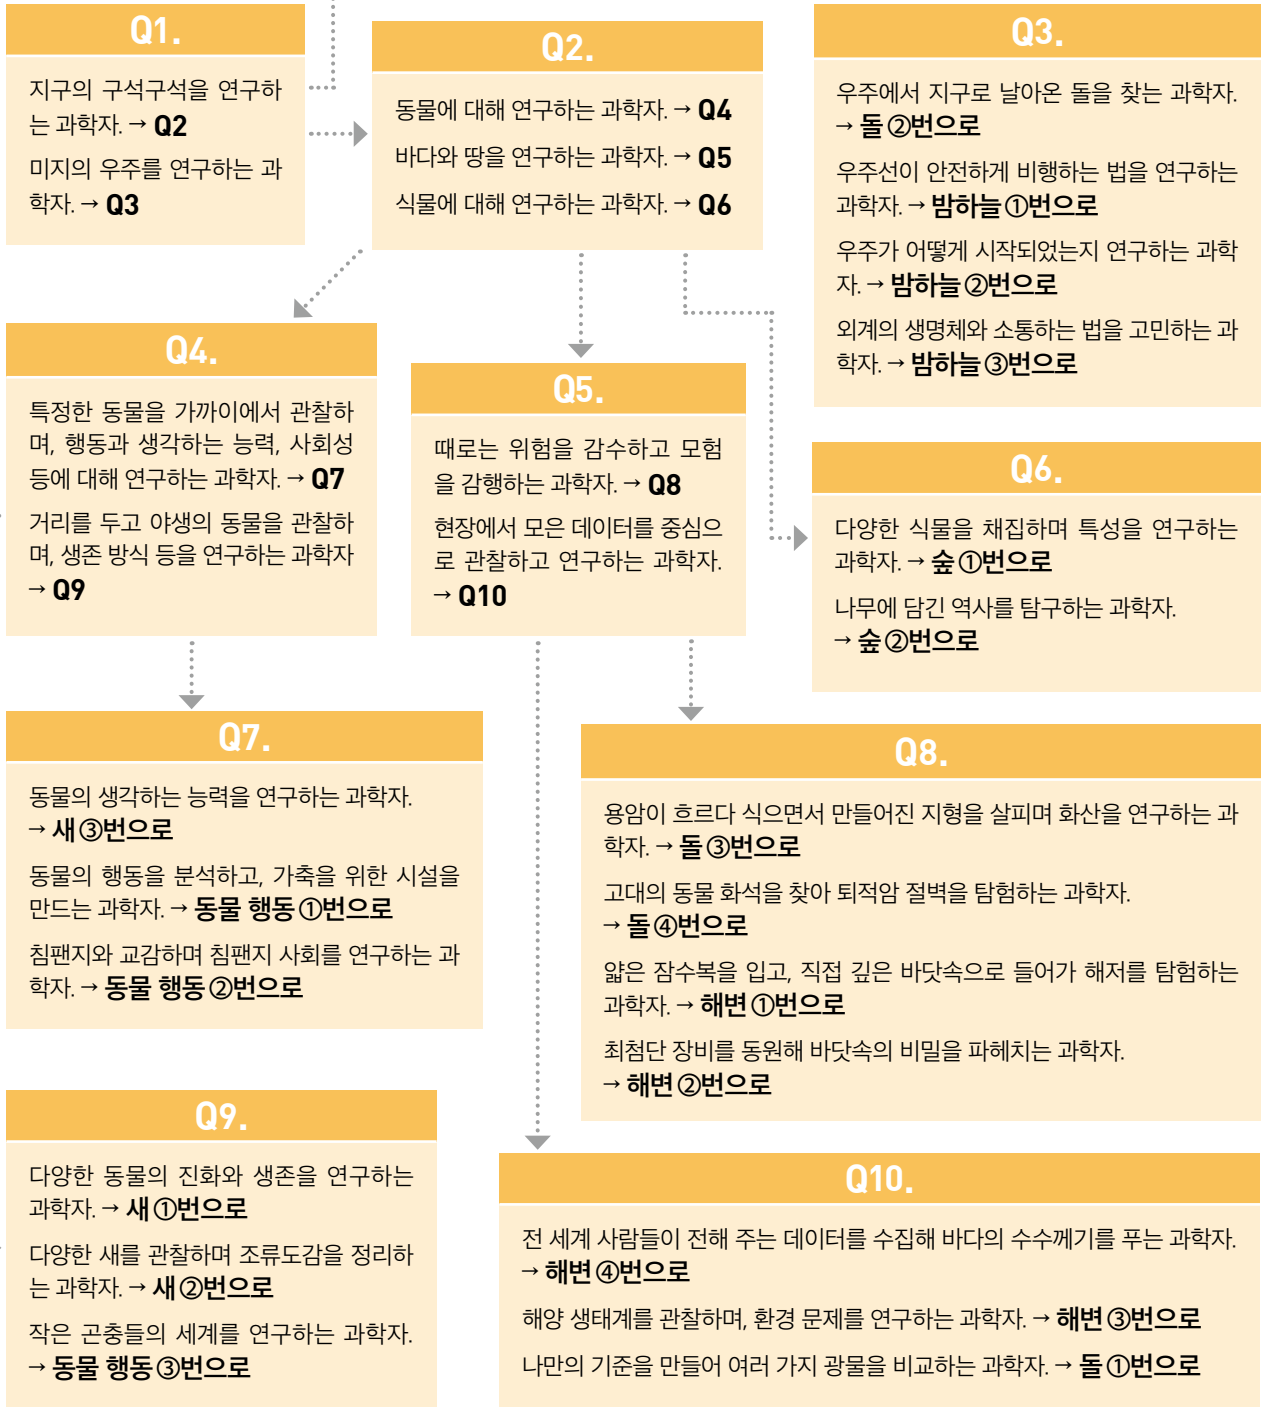 Q1.
지구의 구석구석을 연구하
는 과학자. → Q2
미지의 우주를 연구하는 과
학자. → Q3
Q2.
동물에 대해 연구하는 과학자. → Q4
바다와 땅을 연구하는 과학자. → Q5
식물에 대해 연구하는 과학자. → Q6
Q3.
우주에서 지구로 날아온 돌을 찾는 과학자.
→ 돌②번으로
우주선이 안전하게 비행하는 법을 연구하는
과학자. → 밤하늘①번으로
우주가 어떻게 시작되었는지 연구하는 과학
자. → 밤하늘②번으로
외계의 생명체와 소통하는 법을 고민하는 과
학자. → 밤하늘③번으로
Q4.
특정한 동물을 가까이에서 관찰하
며, 행동과 생각하는 능력, 사회성
등에 대해 연구하는 과학자. → Q7
거리를 두고 야생의 동물을 관찰하
며, 생존 방식 등을 연구하는 과학자
→ Q9
Q5.
때로는 위험을 감수하고 모험
을 감행하는 과학자. → Q8
현장에서 모은 데이터를 중심으
로 관찰하고 연구하는 과학자.
→ Q10
Q6.
다양한 식물을 채집하며 특성을 연구하는
과학자. → 숲①번으로
나무에 담긴 역사를 탐구하는 과학자.
→ 숲②번으로
Q7.
동물의 생각하는 능력을 연구하는 과학자.
→ 새③번으로
동물의 행동을 분석하고, 가축을 위한 시설을
만드는 과학자. → 동물 행동①번으로
침팬지와 교감하며 침팬지 사회를 연구하는 과
학자. → 동물 행동②번으로
Q8.
용암이 흐르다 식으면서 만들어진 지형을 살피며 화산을 연구하는 과
학자. → 돌③번으로
고대의 동물 화석을 찾아 퇴적암 절벽을 탐험하는 과학자.
→ 돌④번으로
얇은 잠수복을 입고, 직접 깊은 바닷속으로 들어가 해저를 탐험하는
과학자. → 해변①번으로
최첨단 장비를 동원해 바닷속의 비밀을 파헤치는 과학자.
→ 해변②번으로
Q9.
다양한 동물의 진화와 생존을 연구하는
과학자. → 새①번으로
다양한 새를 관찰하며 조류도감을 정리하
는 과학자. → 새②번으로
작은 곤충들의 세계를 연구하는 과학자.
→ 동물 행동③번으로
Q10.
전 세계 사람들이 전해 주는 데이터를 수집해 바다의 수수께기를 푸는 과학자.
→ 해변④번으로
해양 생태계를 관찰하며, 환경 문제를 연구하는 과학자. → 해변③번으로
나만의 기준을 만들어 여러 가지 광물을 비교하는 과학자. → 돌①번으로